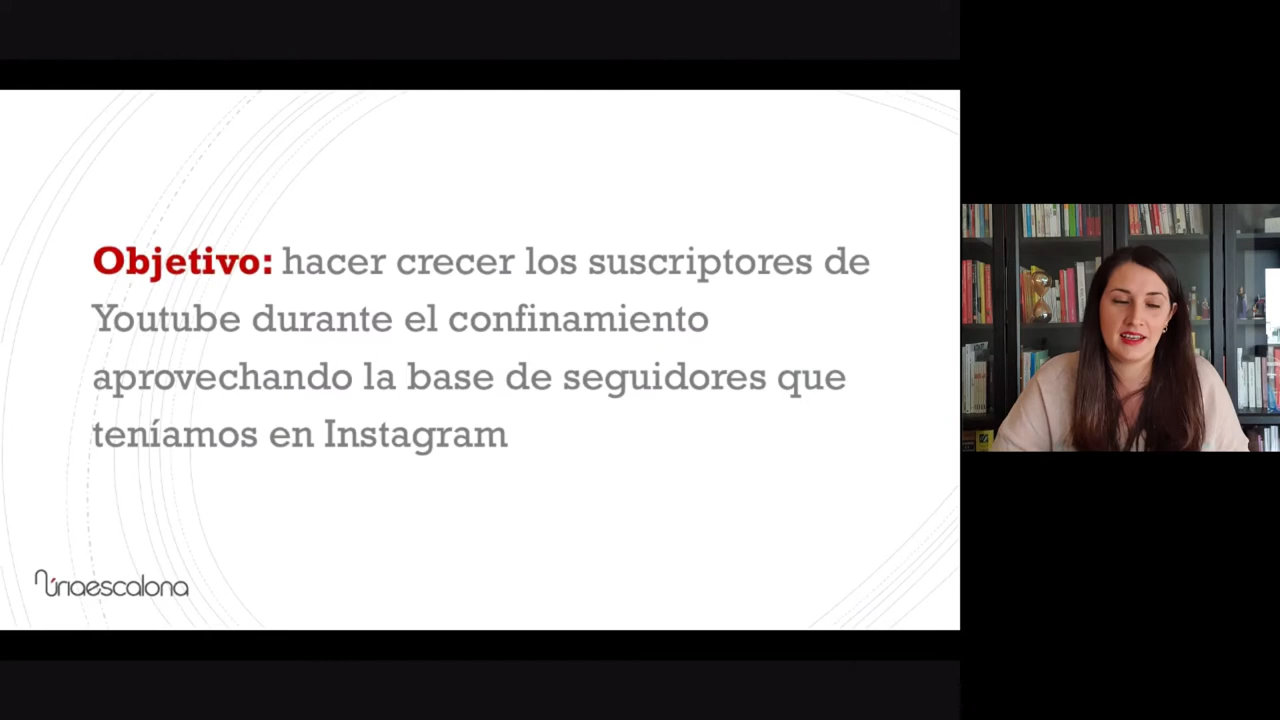 Objetivo: hacer crecer los suscriptores de
Youtube durante el confinamiento
aprovechando la base de seguidores que
teníamos en Instagram
Núriaescalona